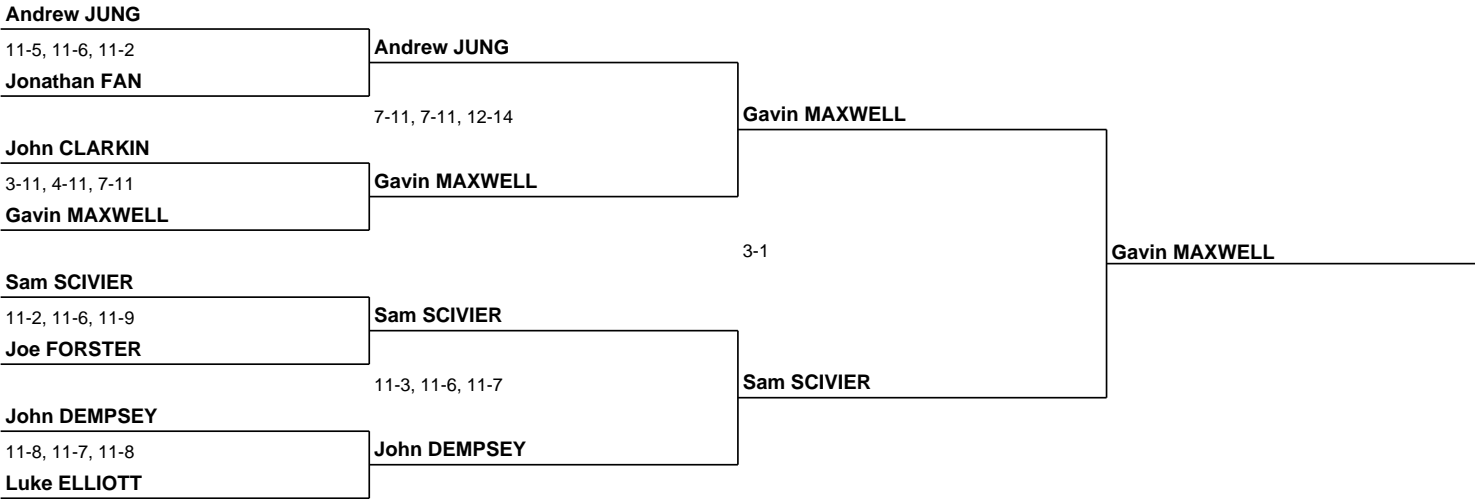 Andrew JUNG
11-5, 11-6, 11-2
Andrew JUNG
Jonathan FAN
7-11, 7-11, 12-14
Gavin MAXWELL
John CLARKIN
3-11, 4-11, 7-11
Gavin MAXWELL
Gavin MAXWELL
3-1
Gavin MAXWELL
Sam SCIVIER
11-2, 11-6, 11-9
Sam SCIVIER
Joe FORSTER
11-3, 11-6, 11-7
Sam SCIVIER
John DEMPSEY
11-8, 11-7, 11-8
John DEMPSEY
Luke ELLIOTT